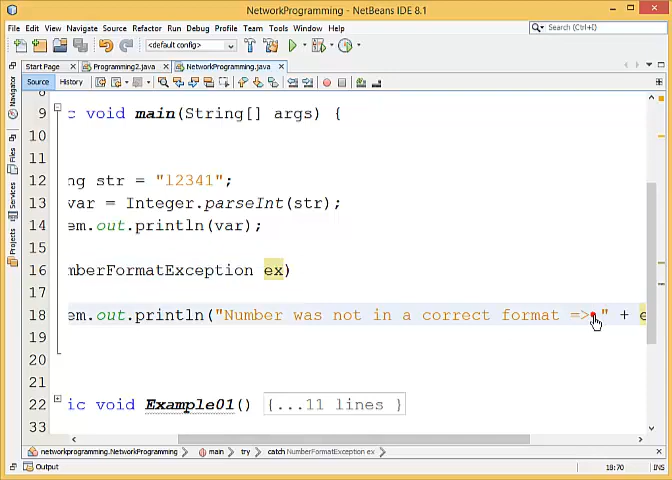 NetworkProgramming - NetBeans IDE 8.1
File Edit View Navigate Source Refactor Run Debug Profile Team Tools Window Help
Search (Ctrl+I)
<default config>
Start Page Programming2.java NetworkProgramming.java
Source History
Navigator
Files
Services
Projects
9 c void main(String[] args) {
10
11
12 ng str = "12341";
13 var = Integer.parseInt(str);
14 em.out.println(var);
15
16 mberFormatException ex)
17
18 em.out.println("Number was not in a correct format => " + e
19
20
21
22 ic void Example01() {...11 lines }
33
networkprogramming.NetworkProgramming main try catch NumberFormatException ex
Output
18:70 INS